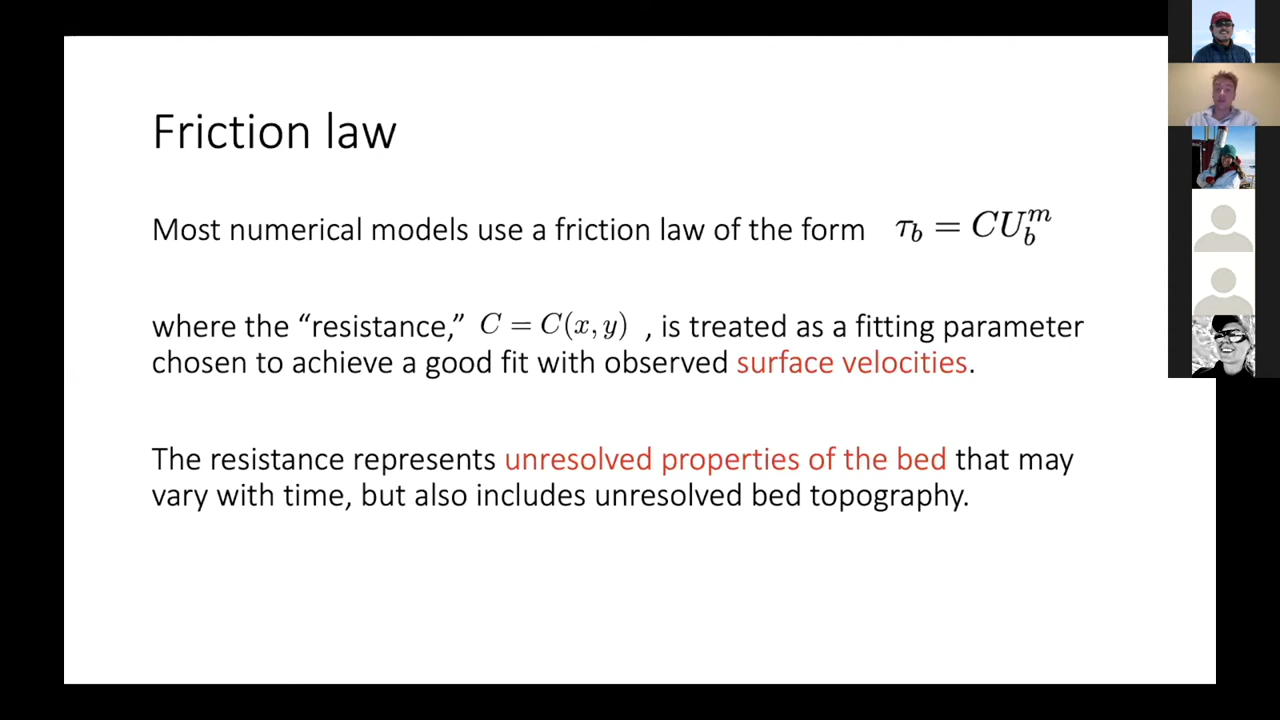 Friction law
Most numerical models use a friction law of the form τ_b = CU_b^m
where the “resistance,” C = C(x, y) , is treated as a fitting parameter
chosen to achieve a good fit with observed surface velocities.
The resistance represents unresolved properties of the bed that may
vary with time, but also includes unresolved bed topography.